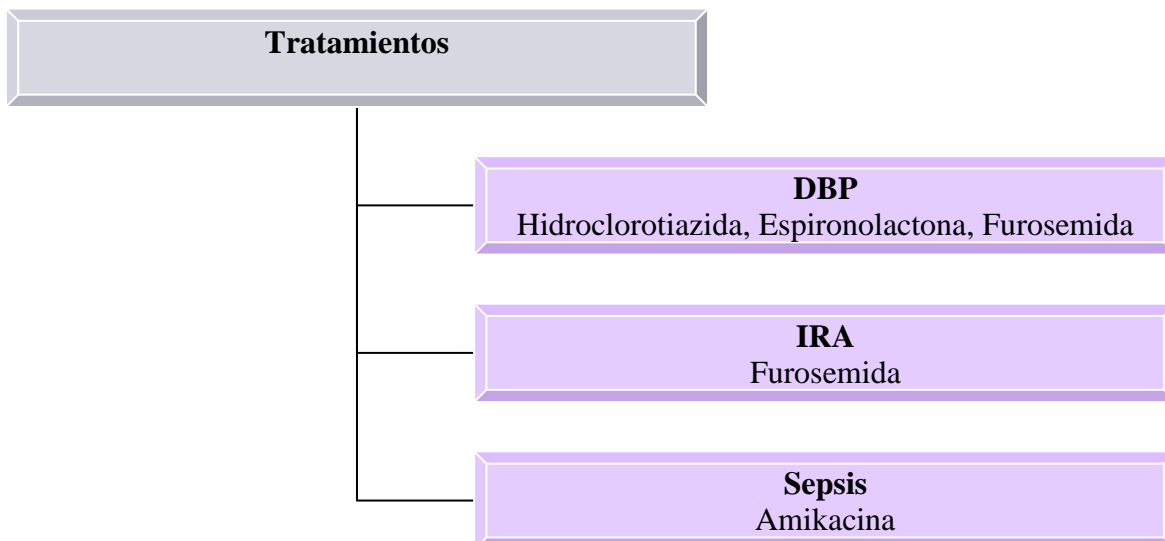 Tratamientos
DBP
Hidroclorotiazida, Espironolactona, Furosemida
IRA
Furosemida
Sepsis
Amikacina